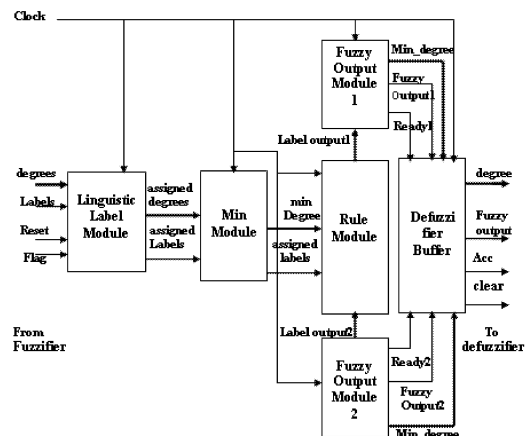 Clock
Fuzzy
Output
Module
1
Min_degree
Fuzzy
Output1
Ready1
Label output1
degrees
Labels
Reset
Flag
Linguistic
Label
Module
assigned
degrees
assigned
Labels
Min
Module
min
Degree
assigned
labels
Rule
Module
Defuzzi
fier
Buffer
degree
Fuzzy
output
Acc
clear
From
Fuzzifier
Label output2
Fuzzy
Output
Module
2
Ready2
Fuzzy
Output2
Min_degree
To
defuzzifier